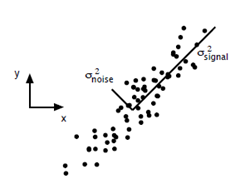 σ²signal
y
σ²noise
x